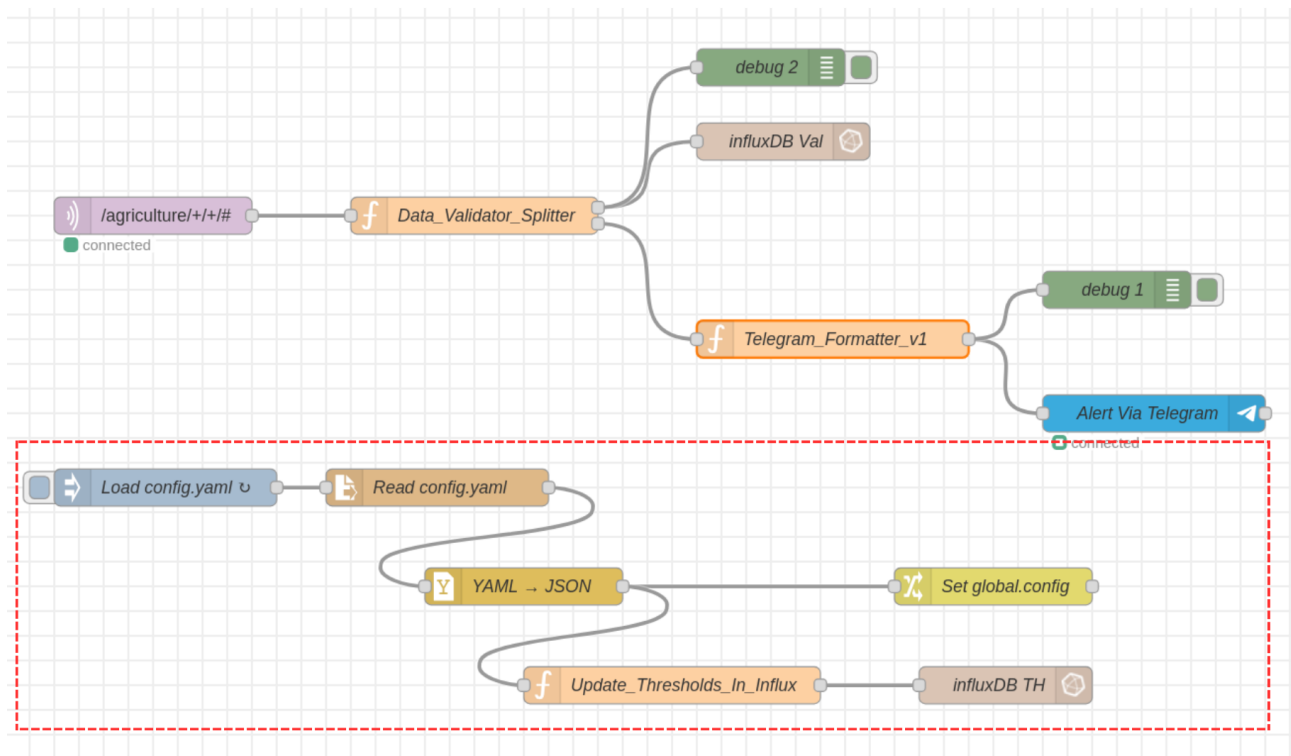 debug 2
influxDB Val
/agriculture/+/+/#
Data_Validator_Splitter
connected
debug 1
Telegram_Formatter_v1
Alert Via Telegram
connected
Load config.yaml ↻
Read config.yaml
YAML → JSON
Set global.config
Update_Thresholds_In_Influx
influxDB TH